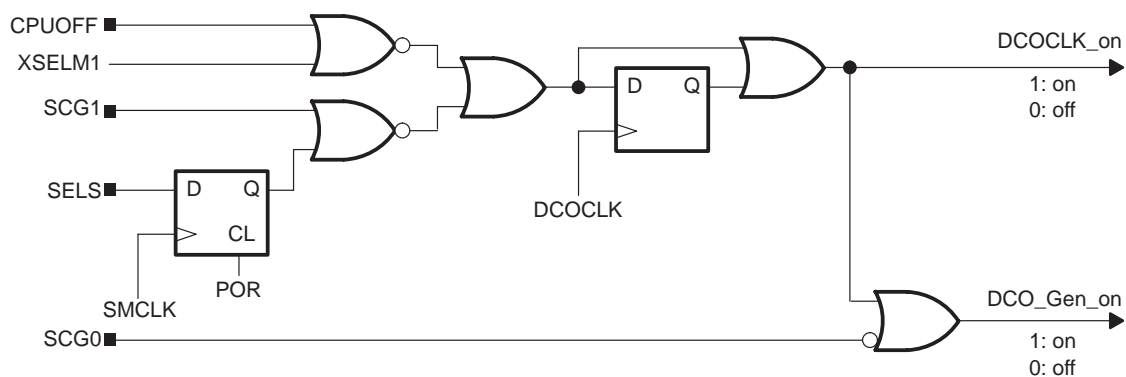 CPUOFF
XSELM1
SCG1
SELS
D Q
CL
SMCLK
POR
SCG0
D Q
DCOCLK
DCOCLK_on
1: on
0: off
DCO_Gen_on
1: on
0: off